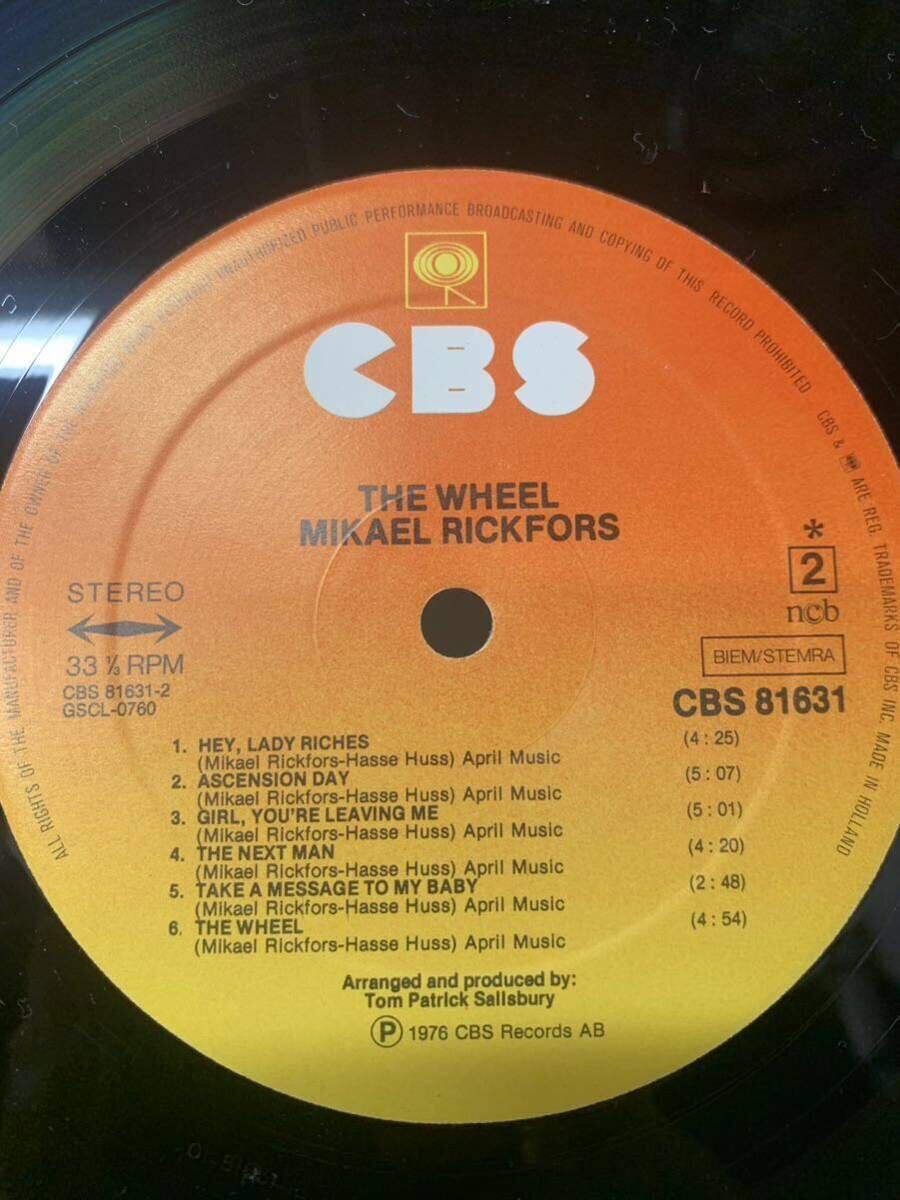 ALL RIGHTS OF THE MANUFACTURER AND OF THE OWNER OF THE UNAUTHORIZED PUBLIC PERFORMANCE BROADCASTING AND COPYING OF THIS RECORD PROHIBITED CBS & ARE REG. TRADEMARKS OF CBS INC. MADE IN HOLLAND
CBS
THE WHEEL
MIKAEL RICKFORS
STEREO
33 ⅓ RPM
CBS 81631-2
GSCL-0760
*
2
ncb
BIEM/STEMRA
CBS 81631
1. HEY, LADY RICHES (4 : 25)
(Mikael Rickfors-Hasse Huss) April Music
2. ASCENSION DAY (5 : 07)
(Mikael Rickfors-Hasse Huss) April Music
3. GIRL, YOU'RE LEAVING ME (5 : 01)
(Mikael Rickfors-Hasse Huss) April Music
4. THE NEXT MAN (4 : 20)
(Mikael Rickfors-Hasse Huss) April Music
5. TAKE A MESSAGE TO MY BABY (2 : 48)
(Mikael Rickfors-Hasse Huss) April Music
6. THE WHEEL (4 : 54)
(Mikael Rickfors-Hasse Huss) April Music
Arranged and produced by:
Tom Patrick Sallsbury
Ⓟ 1976 CBS Records AB